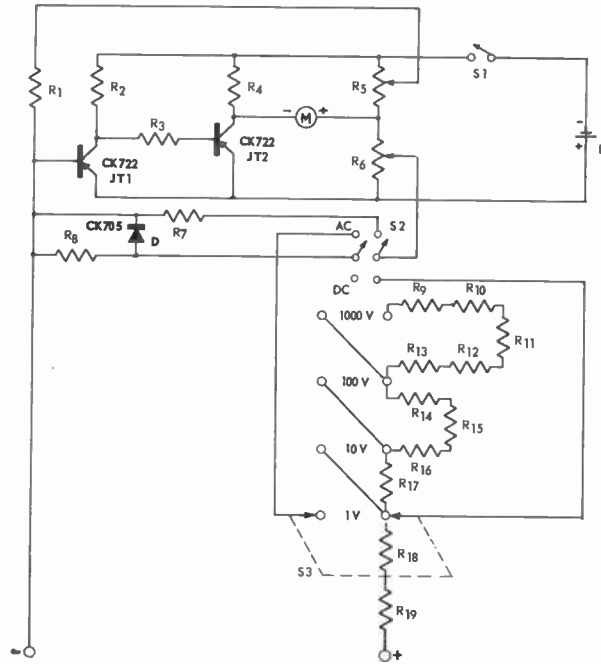 S1
R1
R2
R4
R5
R3
- M +
-
+
CK722
JT1
CK722
JT2
R6
CK705
D
R7
AC
S2
R8
DC
R9
R10
1000 V
R11
R13
R12
100 V
R14
R15
10 V
R16
R17
1 V
R18
S3
R19
-
+